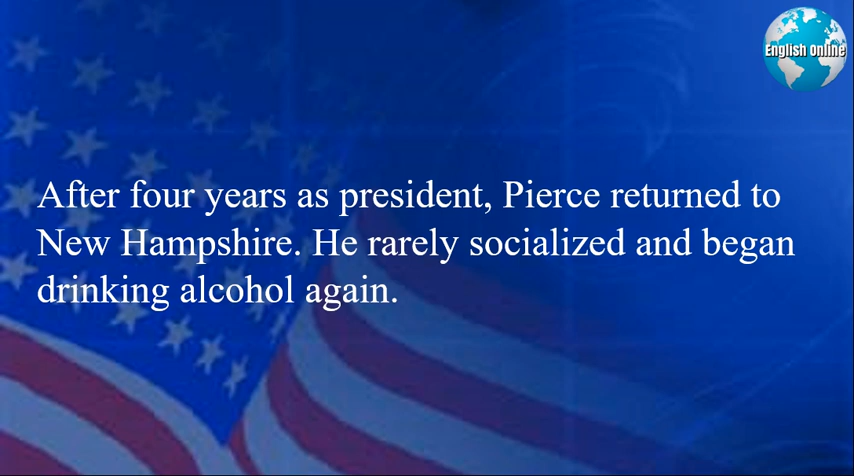 English Online
After four years as president, Pierce returned to
New Hampshire. He rarely socialized and began
drinking alcohol again.